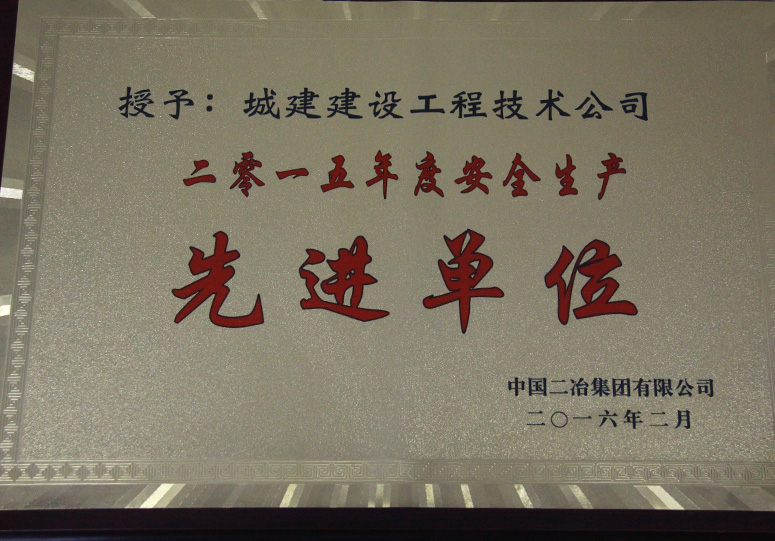 授予：城建建设工程技术公司
二零一五年度安全生产
先进单位
中国二冶集团有限公司
二〇一六年二月